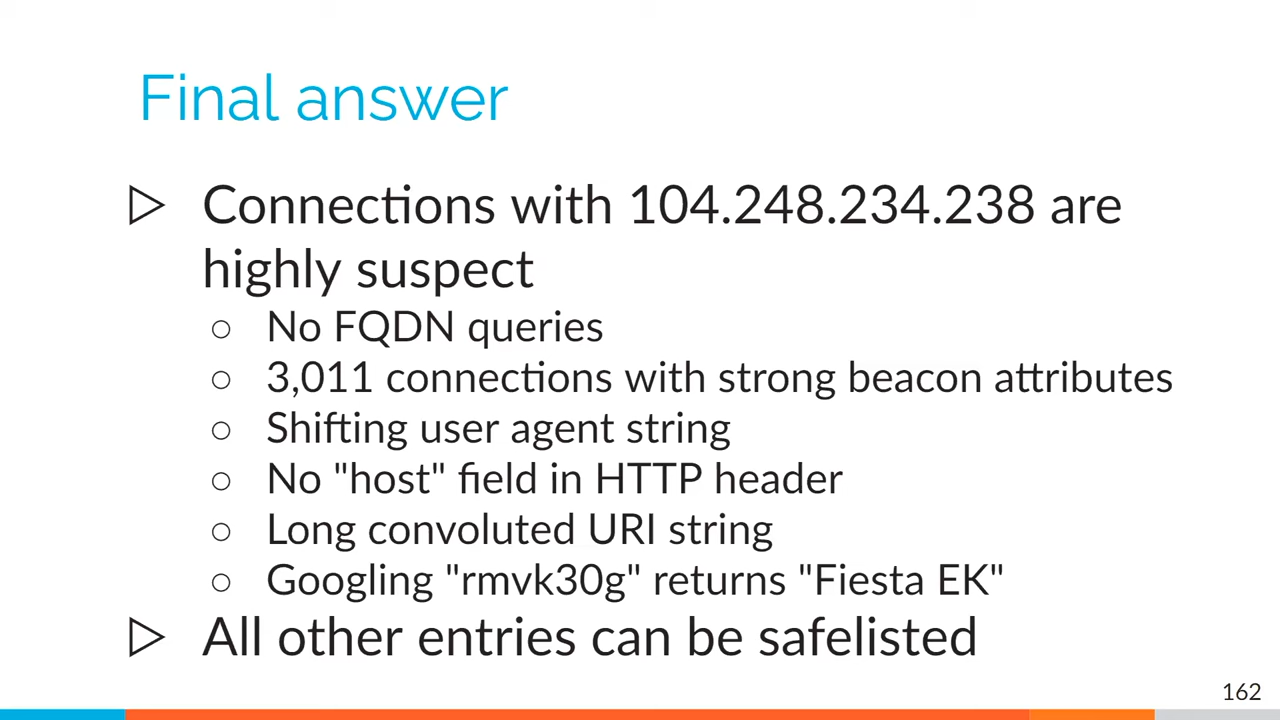 Final answer
▷ Connections with 104.248.234.238 are
highly suspect
○ No FQDN queries
○ 3,011 connections with strong beacon attributes
○ Shifting user agent string
○ No "host" field in HTTP header
○ Long convoluted URI string
○ Googling "rmvk30g" returns "Fiesta EK"
▷ All other entries can be safelisted
162